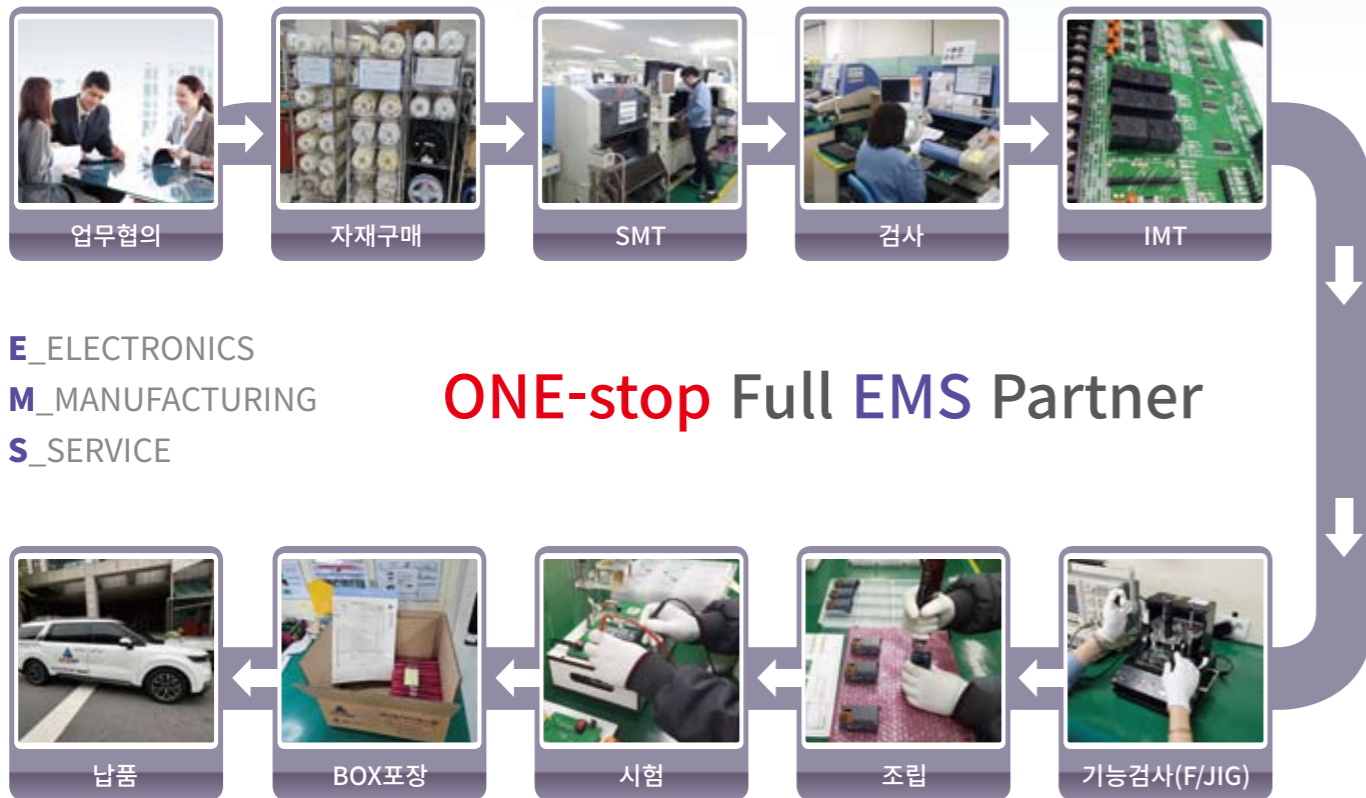 업무협의
자재구매
SMT
검사
IMT
E_ELECTRONICS
M_MANUFACTURING
S_SERVICE
ONE-stop Full EMS Partner
납품
BOX포장
시험
조립
기능검사(F/JIG)